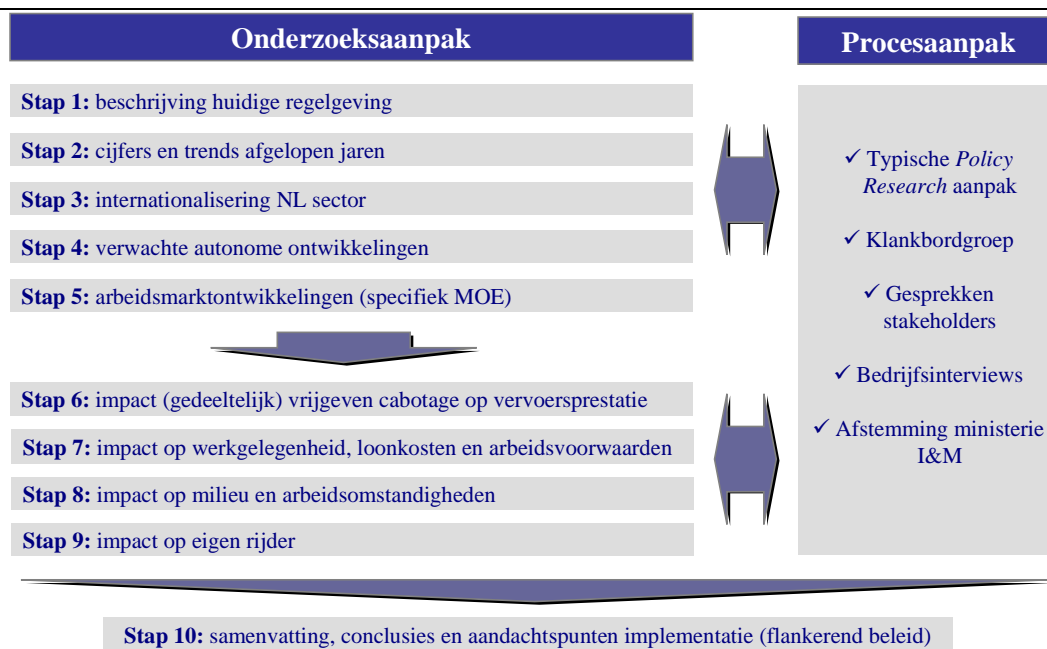 Onderzoeksaanpak
Stap 1: beschrijving huidige regelgeving
Stap 2: cijfers en trends afgelopen jaren
Stap 3: internationalisering NL sector
Stap 4: verwachte autonome ontwikkelingen
Stap 5: arbeidsmarktontwikkelingen (specifiek MOE)
Stap 6: impact (gedeeltelijk) vrijgeven cabotage op vervoersprestatie
Stap 7: impact op werkgelegenheid, loonkosten en arbeidsvoorwaarden
Stap 8: impact op milieu en arbeidsomstandigheden
Stap 9: impact op eigen rijder
Procesaanpak
✓ Typische Policy
Research aanpak
✓ Klankbordgroep
✓ Gesprekken
stakeholders
✓ Bedrijfsinterviews
✓ Afstemming ministerie
I&M
Stap 10: samenvatting, conclusies en aandachtspunten implementatie (flankerend beleid)